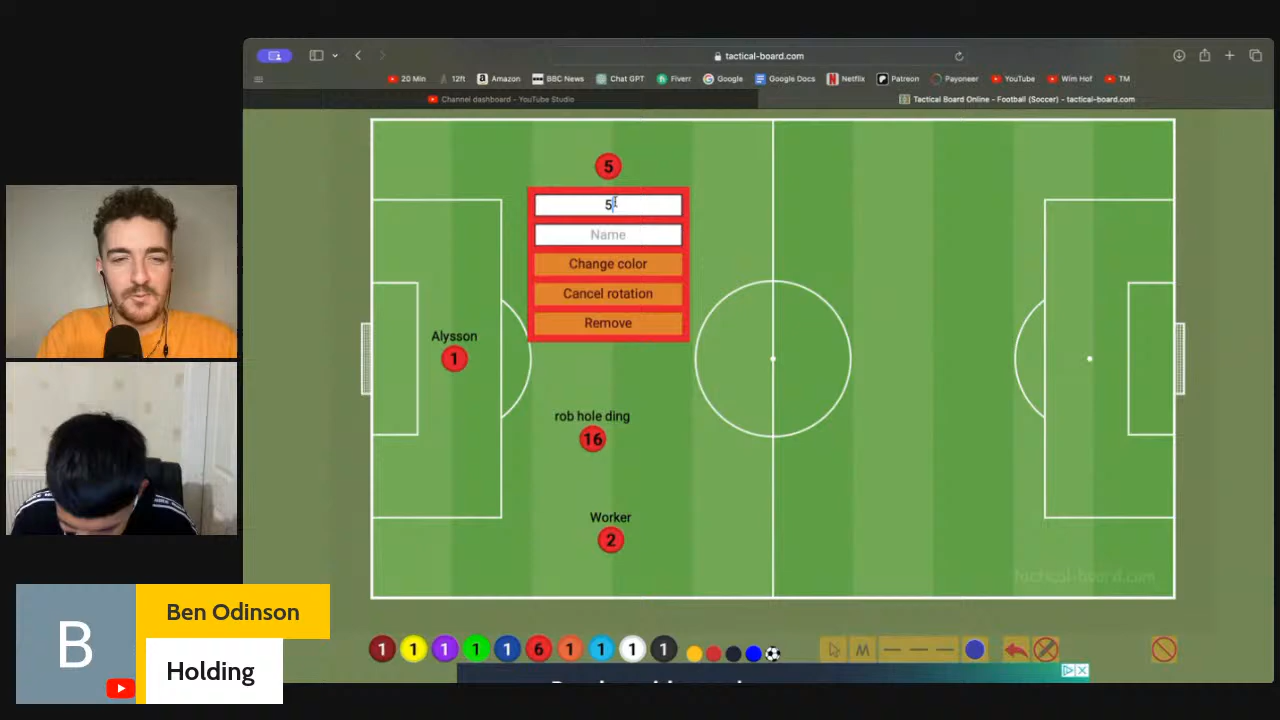 tactical-board.com
20 Min
12ft
Amazon
BBC News
Chat GPT
Fiverr
Google
Google Docs
Netflix
Patreon
Payoneer
YouTube
Wim Hof
TM
Channel dashboard - YouTube Studio
Tactical Board Online - Football (Soccer) - tactical-board.com
5
5
Name
Change color
Cancel rotation
Remove
Alysson
1
rob hole ding
16
Worker
2
tactical-board.com
1 1 1 1 1 6 1 1 1 1
M
B
Ben Odinson
Holding